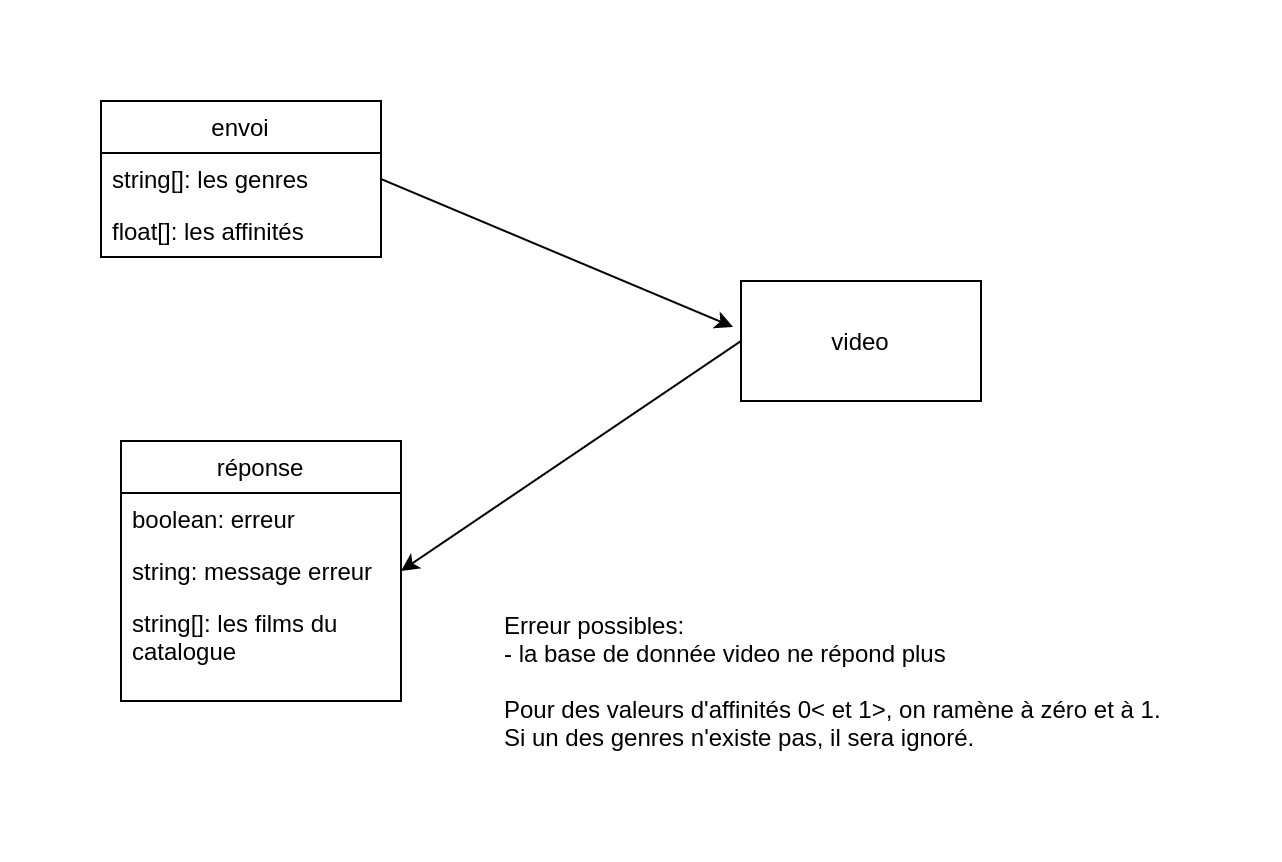 envoi
string[]: les genres
float[]: les affinités
video
réponse
boolean: erreur
string: message erreur
string[]: les films du
catalogue
Erreur possibles:
- la base de donnée video ne répond plus
Pour des valeurs d'affinités 0< et 1>, on ramène à zéro et à 1.
Si un des genres n'existe pas, il sera ignoré.